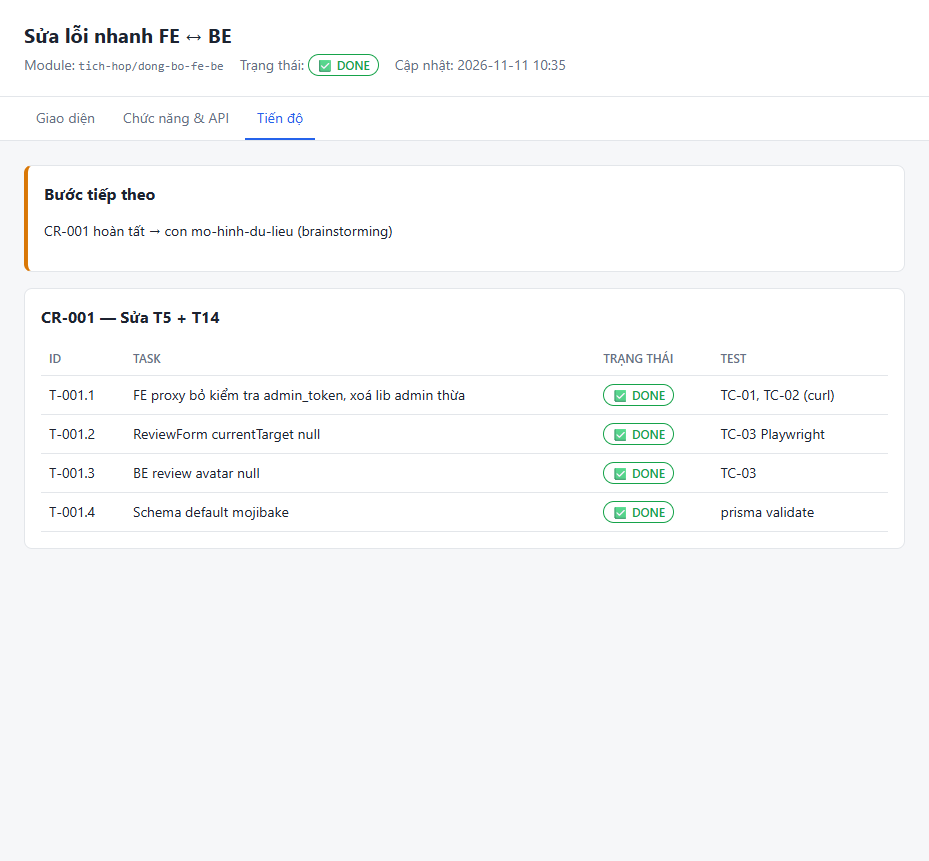 Sửa lỗi nhanh FE ↔ BE
Module: tich-hop/dong-bo-fe-be Trạng thái: ✅ DONE Cập nhật: 2026-11-11 10:35
Giao diện Chức năng & API Tiến độ
Bước tiếp theo
CR-001 hoàn tất → con mo-hinh-du-lieu (brainstorming)
CR-001 — Sửa T5 + T14
ID TASK TRẠNG THÁI TEST
T-001.1 FE proxy bỏ kiểm tra admin_token, xoá lib admin thừa ✅ DONE TC-01, TC-02 (curl)
T-001.2 ReviewForm currentTarget null ✅ DONE TC-03 Playwright
T-001.3 BE review avatar null ✅ DONE TC-03
T-001.4 Schema default mojibake ✅ DONE prisma validate